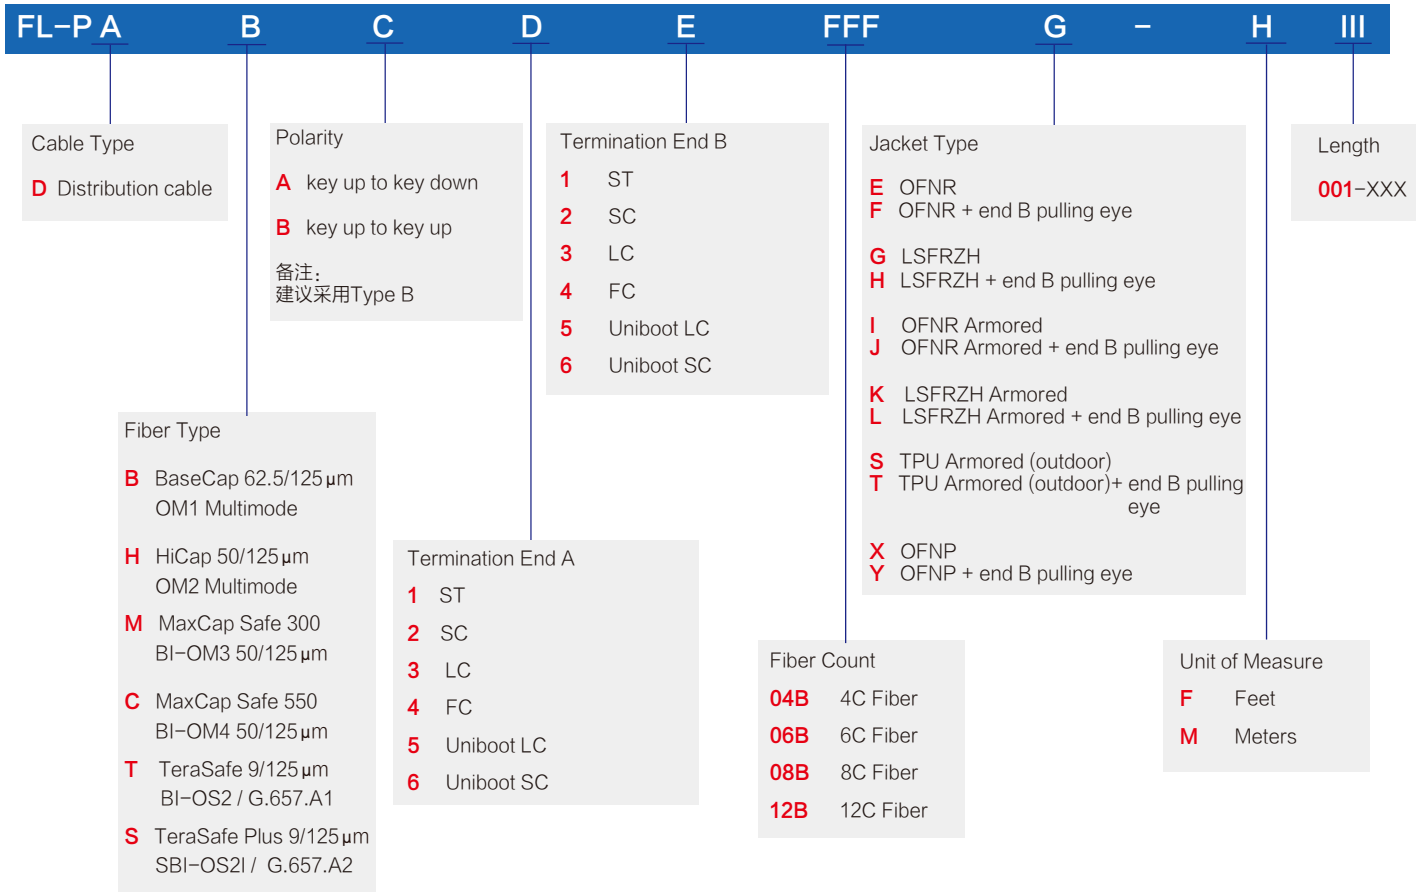 FL-P A B C D E FFF G - H III
Cable Type
D Distribution cable
Polarity
A key up to key down
B key up to key up
备注:
建议采用Type B
Termination End B
1 ST
2 SC
3 LC
4 FC
5 Uniboot LC
6 Uniboot SC
Jacket Type
E OFNR
F OFNR + end B pulling eye
G LSFRZH
H LSFRZH + end B pulling eye
I OFNR Armored
J OFNR Armored + end B pulling eye
K LSFRZH Armored
L LSFRZH Armored + end B pulling eye
S TPU Armored (outdoor)
T TPU Armored (outdoor)+ end B pulling
eye
X OFNP
Y OFNP + end B pulling eye
Length
001-XXX
Fiber Type
B BaseCap 62.5/125μm
OM1 Multimode
H HiCap 50/125μm
OM2 Multimode
M MaxCap Safe 300
BI-OM3 50/125μm
C MaxCap Safe 550
BI-OM4 50/125μm
T TeraSafe 9/125μm
BI-OS2 / G.657.A1
S TeraSafe Plus 9/125μm
SBI-OS2I / G.657.A2
Termination End A
1 ST
2 SC
3 LC
4 FC
5 Uniboot LC
6 Uniboot SC
Fiber Count
04B 4C Fiber
06B 6C Fiber
08B 8C Fiber
12B 12C Fiber
Unit of Measure
F Feet
M Meters